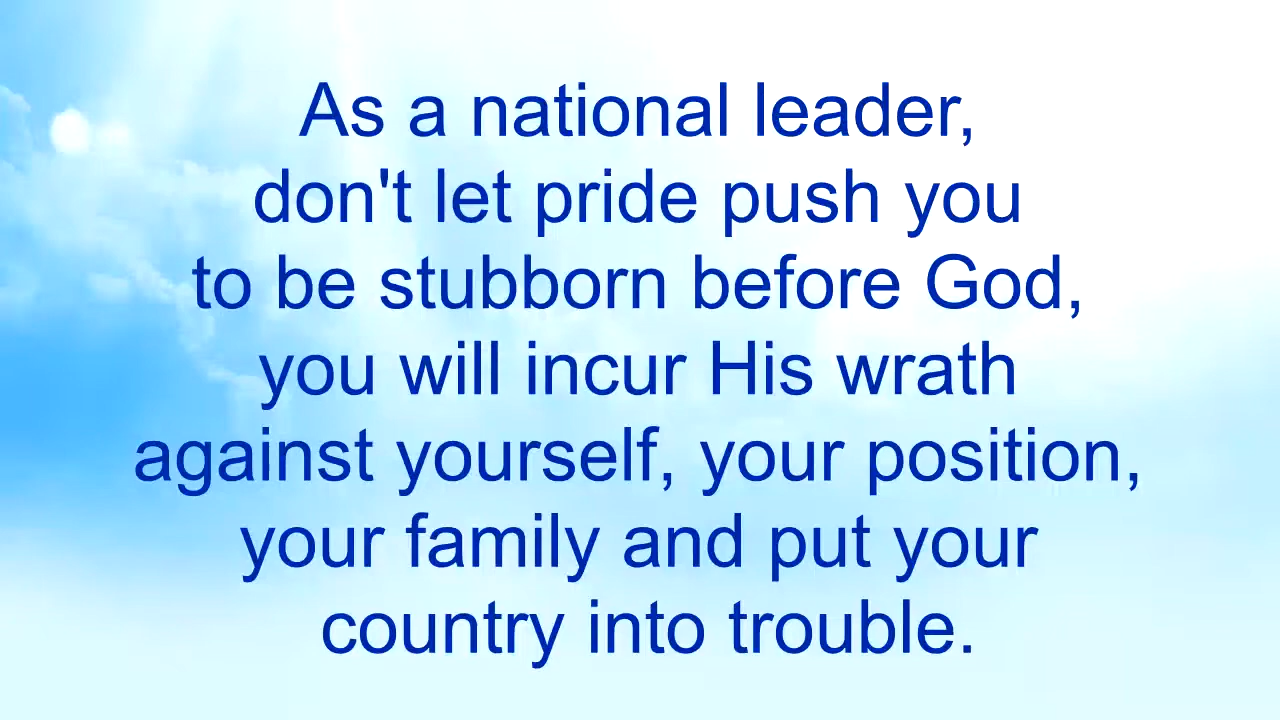 As a national leader,
don't let pride push you
to be stubborn before God,
you will incur His wrath
against yourself, your position,
your family and put your
country into trouble.